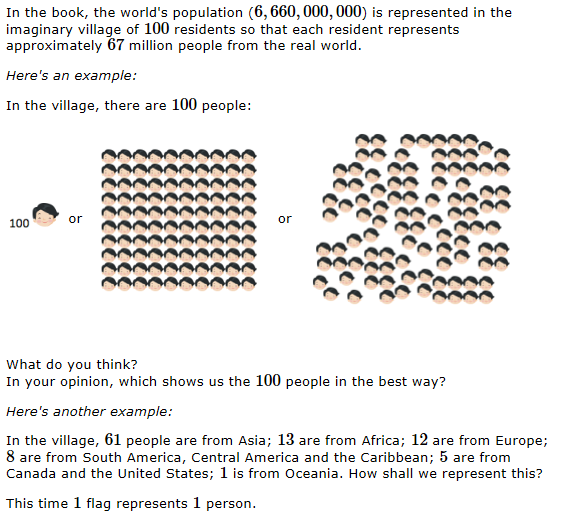 In the book, the world's population (6,660,000,000) is represented in the
imaginary village of 100 residents so that each resident represents
approximately 67 million people from the real world.
Here's an example:
In the village, there are 100 people:
100 or or
What do you think?
In your opinion, which shows us the 100 people in the best way?
Here's another example:
In the village, 61 people are from Asia; 13 are from Africa; 12 are from Europe;
8 are from South America, Central America and the Caribbean; 5 are from
Canada and the United States; 1 is from Oceania. How shall we represent this?
This time 1 flag represents 1 person.